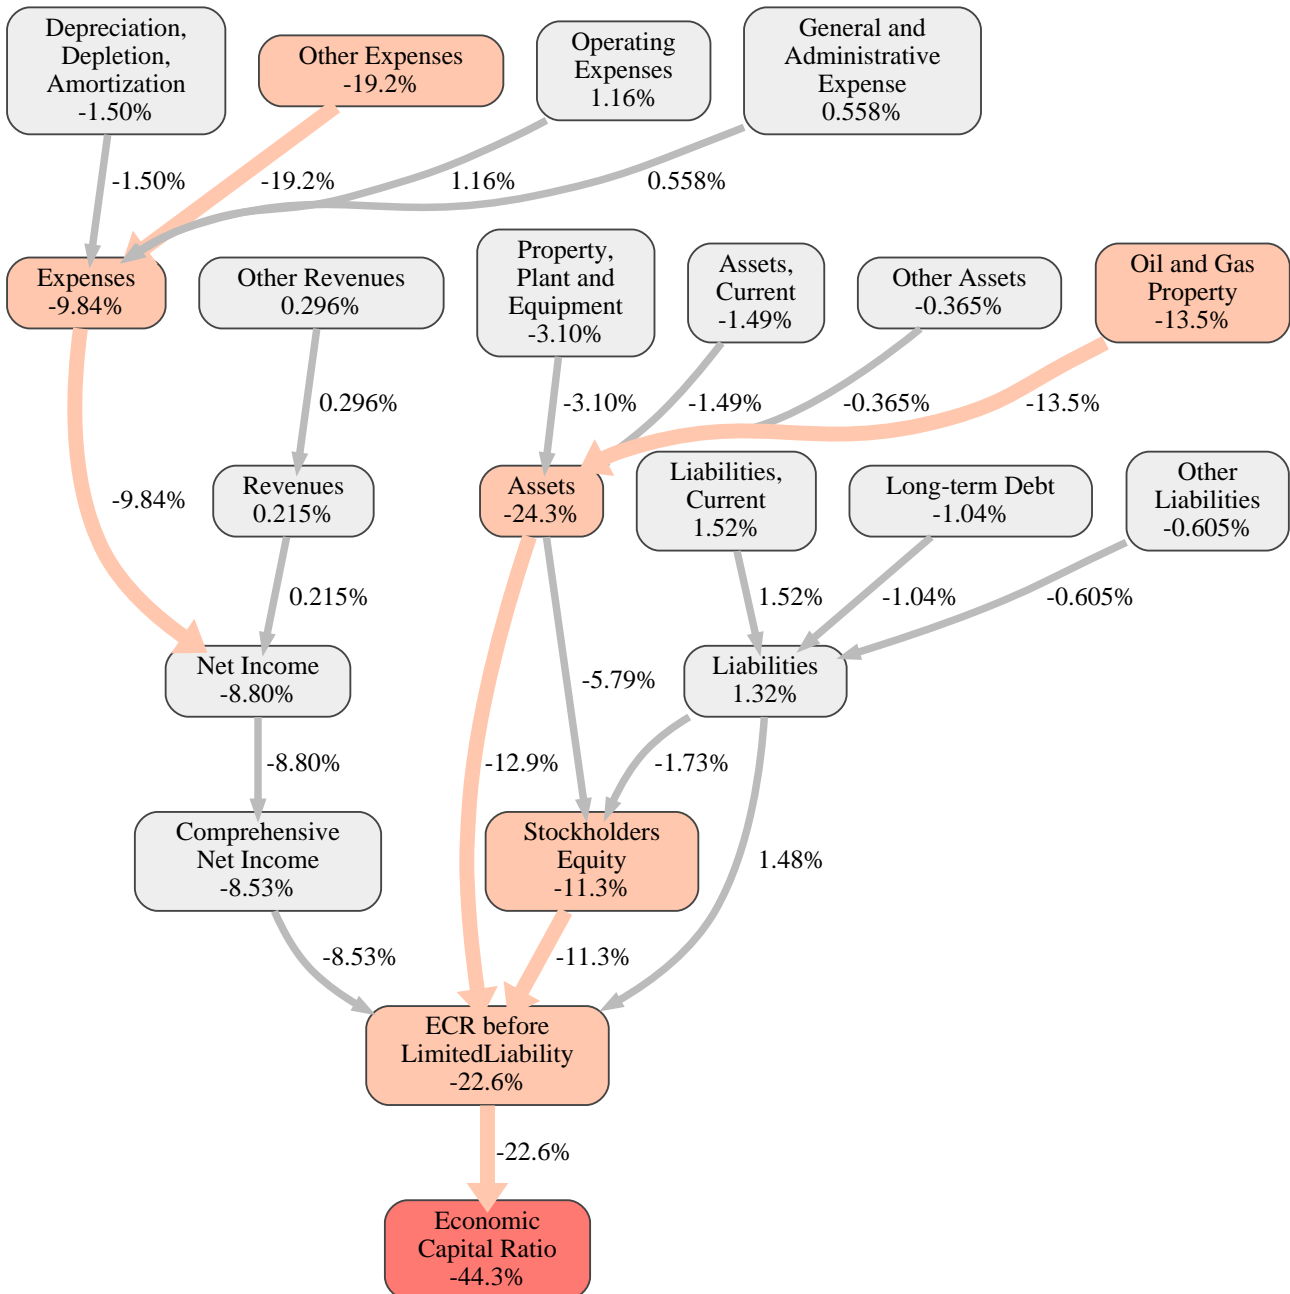 Depreciation,
Depletion,
Amortization
-1.50%
Other Expenses
-19.2%
Operating
Expenses
1.16%
General and
Administrative
Expense
0.558%
-1.50%
-19.2%
1.16%
0.558%
Expenses
-9.84%
Other Revenues
0.296%
Property,
Plant and
Equipment
-3.10%
Assets,
Current
-1.49%
Other Assets
-0.365%
Oil and Gas
Property
-13.5%
0.296%
-3.10%
-1.49%
-0.365%
-13.5%
-9.84%
Revenues
0.215%
Assets
-24.3%
Liabilities,
Current
1.52%
Long-term Debt
-1.04%
Other
Liabilities
-0.605%
0.215%
1.52%
-1.04%
-0.605%
Net Income
-8.80%
-5.79%
Liabilities
1.32%
-8.80%
-12.9%
-1.73%
Comprehensive
Net Income
-8.53%
Stockholders
Equity
-11.3%
1.48%
-8.53%
-11.3%
ECR before
LimitedLiability
-22.6%
-22.6%
Economic
Capital Ratio
-44.3%